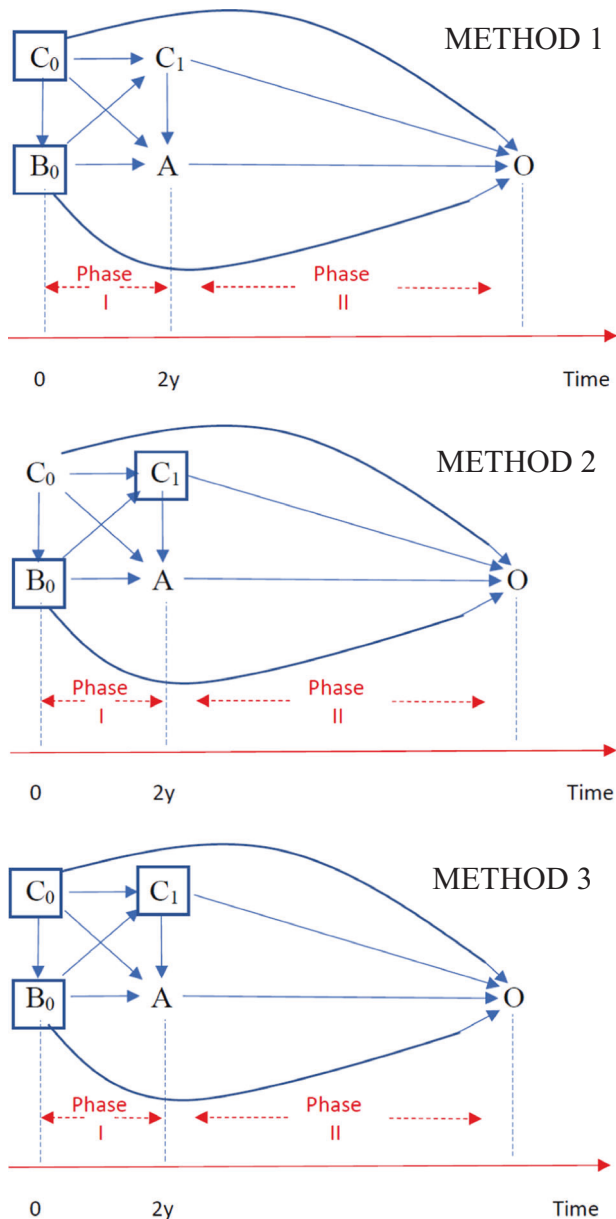 METHOD 1
C₀ C₁
B₀ A O
Phase I
Phase II
0 2y Time
METHOD 2
C₀ C₁
B₀ A O
Phase I
Phase II
0 2y Time
METHOD 3
C₀ C₁
B₀ A O
Phase I
Phase II
0 2y Time